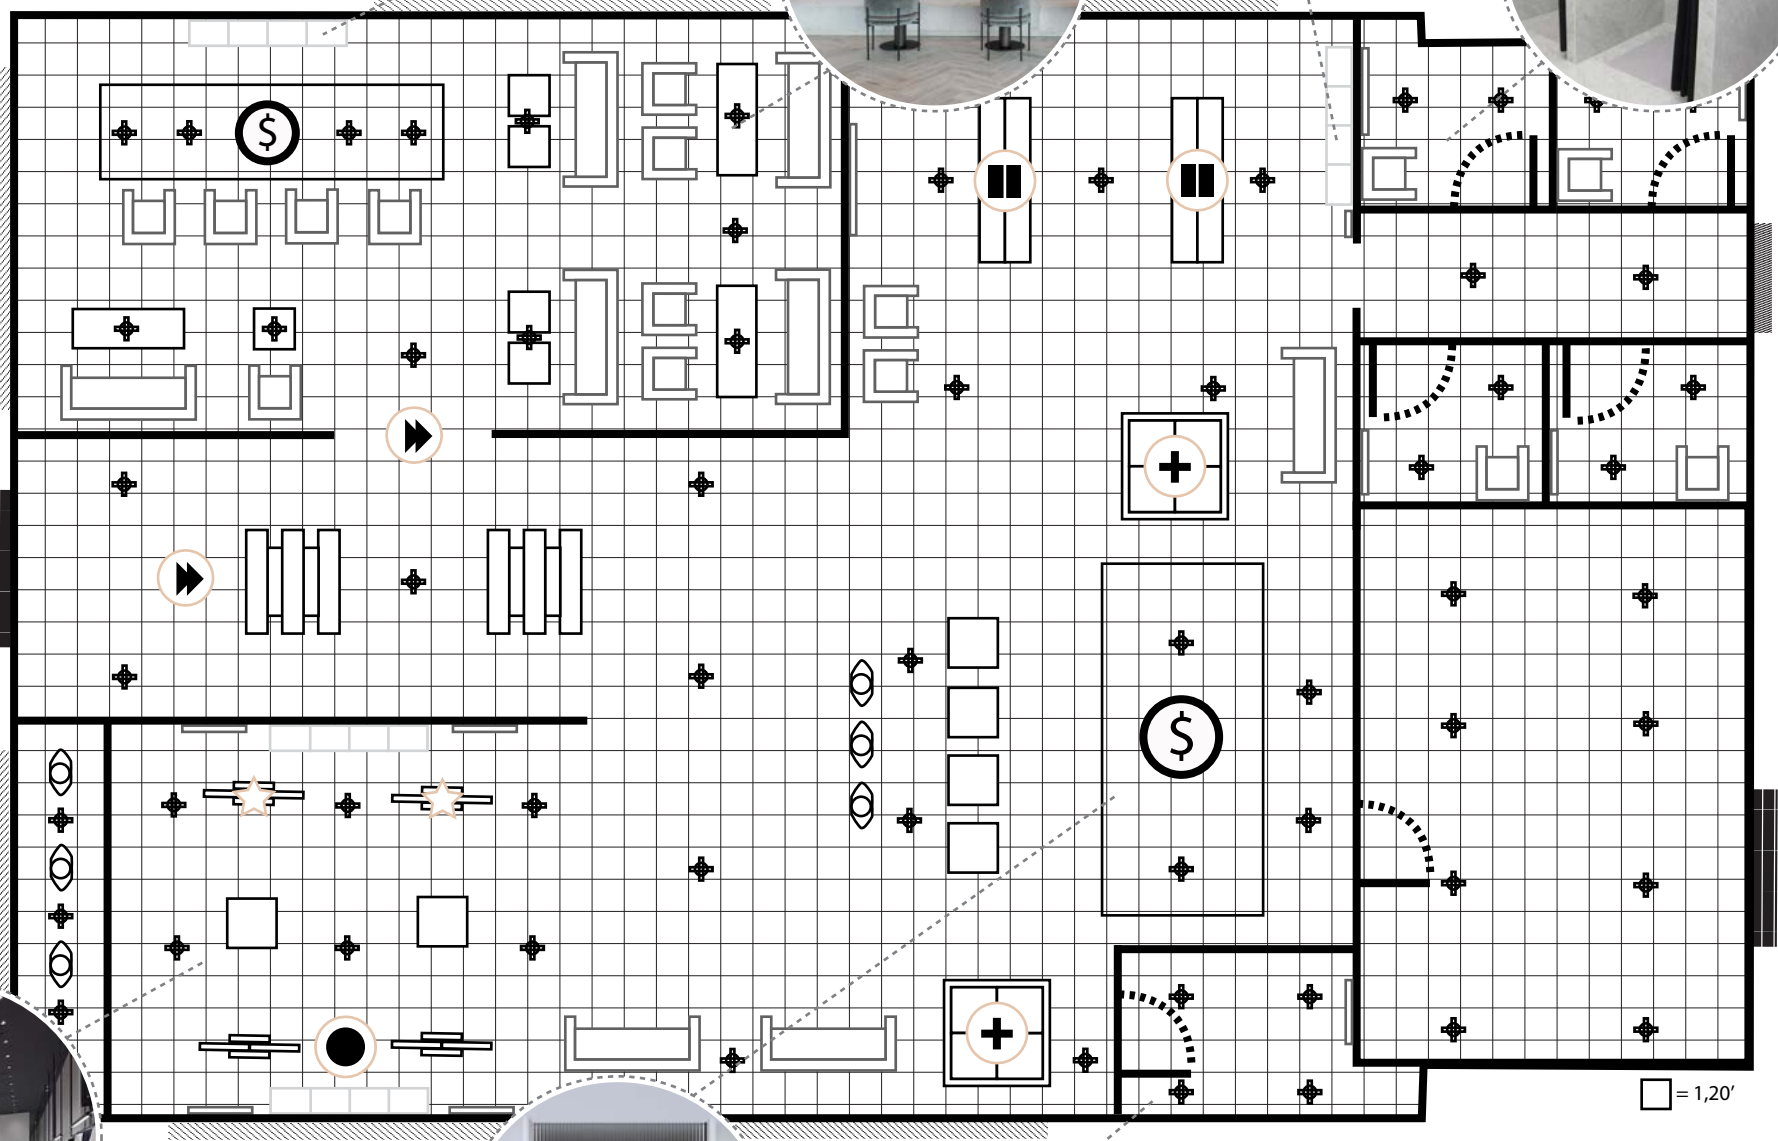 $
$
= 1,20’